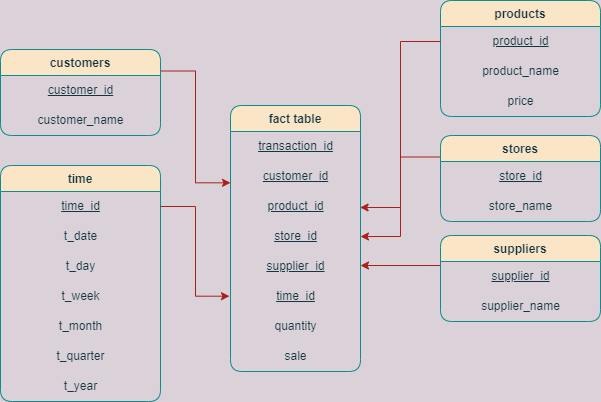 customers
customer_id
customer_name
time
time_id
t_date
t_day
t_week
t_month
t_quarter
t_year
fact table
transaction_id
customer_id
product_id
store_id
supplier_id
time_id
quantity
sale
products
product_id
product_name
price
stores
store_id
store_name
suppliers
supplier_id
supplier_name